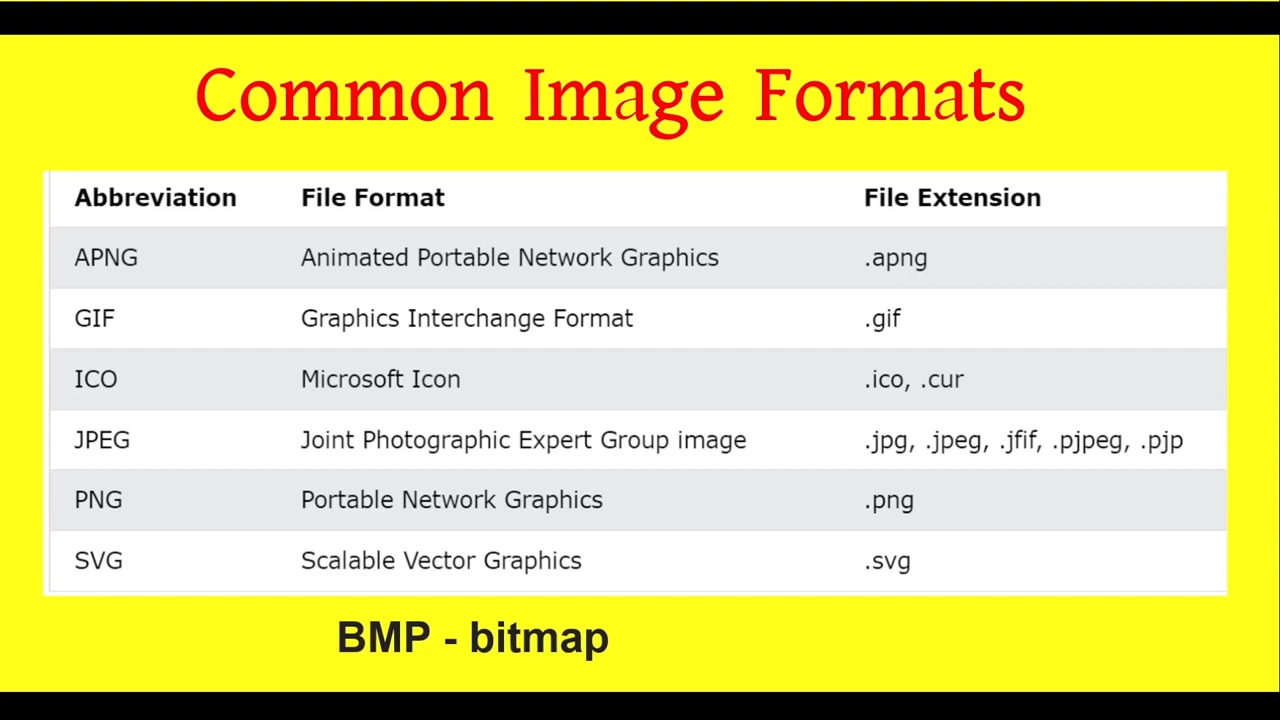 Common Image Formats
Abbreviation File Format File Extension
APNG Animated Portable Network Graphics .apng
GIF Graphics Interchange Format .gif
ICO Microsoft Icon .ico, .cur
JPEG Joint Photographic Expert Group image .jpg, .jpeg, .jfif, .pjpeg, .pjp
PNG Portable Network Graphics .png
SVG Scalable Vector Graphics .svg
BMP - bitmap